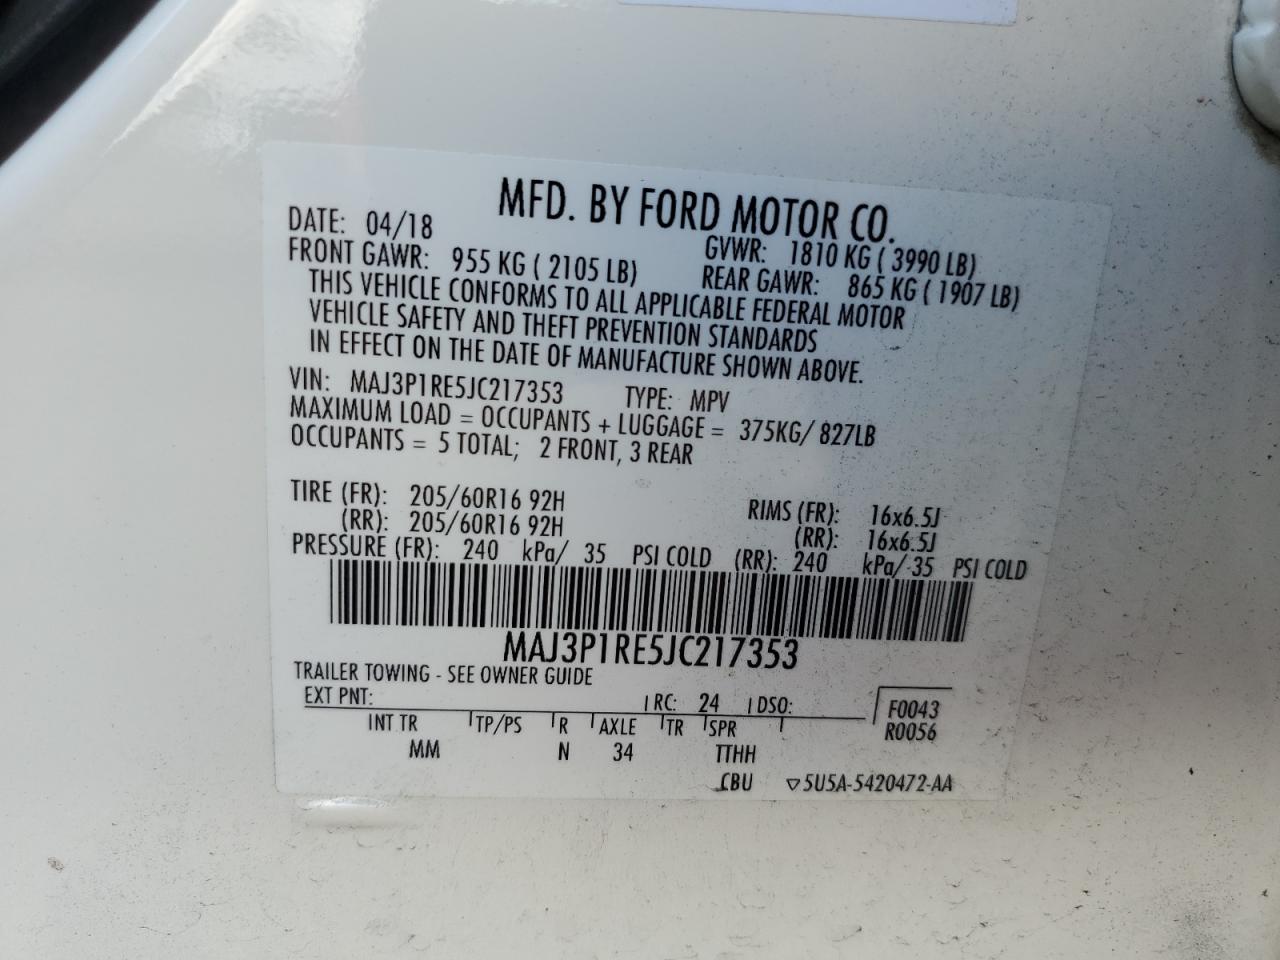 MFD. BY FORD MOTOR CO.
DATE: 04/18 GVWR: 1810 KG ( 3990 LB)
FRONT GAWR: 955 KG ( 2105 LB) REAR GAWR: 865 KG ( 1907 LB)
THIS VEHICLE CONFORMS TO ALL APPLICABLE FEDERAL MOTOR
VEHICLE SAFETY AND THEFT PREVENTION STANDARDS
IN EFFECT ON THE DATE OF MANUFACTURE SHOWN ABOVE.
VIN: MAJ3P1RE5JC217353 TYPE: MPV
MAXIMUM LOAD = OCCUPANTS + LUGGAGE = 375KG/ 827LB
OCCUPANTS = 5 TOTAL; 2 FRONT, 3 REAR
TIRE (FR): 205/60R16 92H RIMS (FR): 16x6.5J
(RR): 205/60R16 92H (RR): 16x6.5J
PRESSURE (FR): 240 kPa/ 35 PSI COLD (RR): 240 kPa/ 35 PSI COLD
MAJ3P1RE5JC217353
TRAILER TOWING - SEE OWNER GUIDE
EXT PNT: RC: 24 DSO: F0043
R0056
INT TR TP/PS R AXLE TR SPR
MM N 34 TTHH
CBU ▽5U5A-5420472-AA